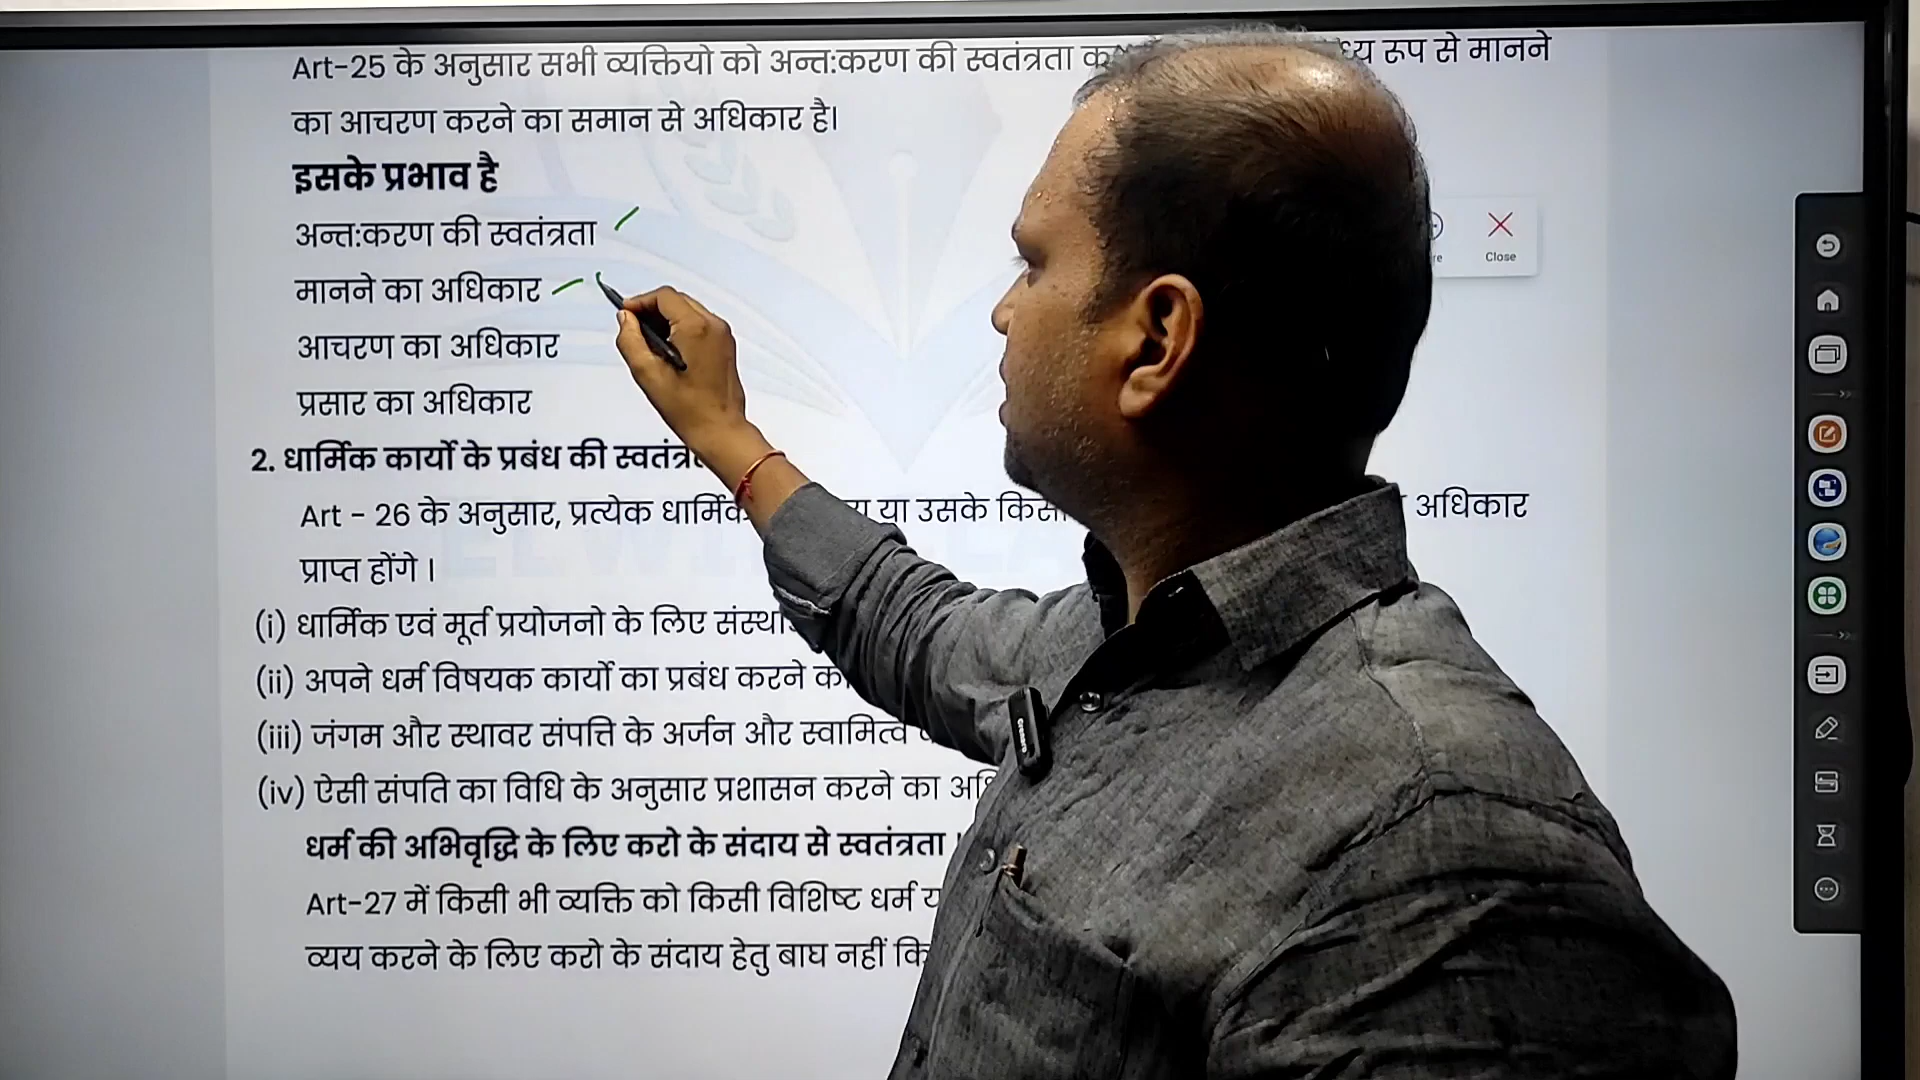 Art-25 के अनुसार सभी व्यक्तियो को अन्त:करण की स्वतंत्रता रूप से मानने
का आचरण करने का समान से अधिकार है।
इसके प्रभाव है
अन्त:करण की स्वतंत्रता
मानने का अधिकार
Close
आचरण का अधिकार
प्रसार का अधिकार
2. धार्मिक कार्यो के प्रबंध की
Art - 26 के अनुसार, प्रत्येक या उसके अधिकार
प्राप्त होंगे ।
(i) धार्मिक एवं मूर्त प्रयोजनो के लिए
(ii) अपने धर्म विषयक कार्यो का प्रबंध करने
(iii) जंगम और स्थावर संपत्ति के अर्जन और स्वामित्व
(iv) ऐसी संपति का विधि के अनुसार प्रशासन करने का
धर्म की अभिवृद्धि के लिए करो के संदाय से स्वतंत्रता ।
Art-27 में किसी भी व्यक्ति को किसी विशिष्ट धर्म
व्यय करने के लिए करो के संदाय हेतु बाघ नहीं